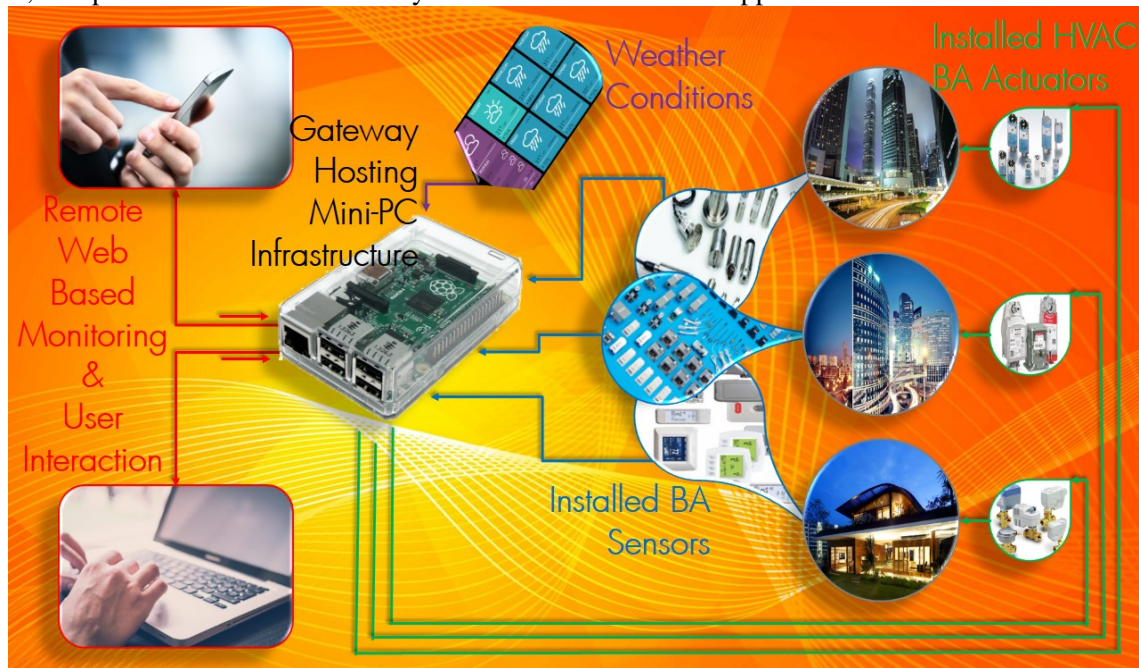 Weather
Conditions
Installed HVAC
BA Actuators
Gateway
Hosting
Mini-PC
Infrastructure
Remote
Web
Based
Monitoring
&
User
Interaction
Installed BA
Sensors